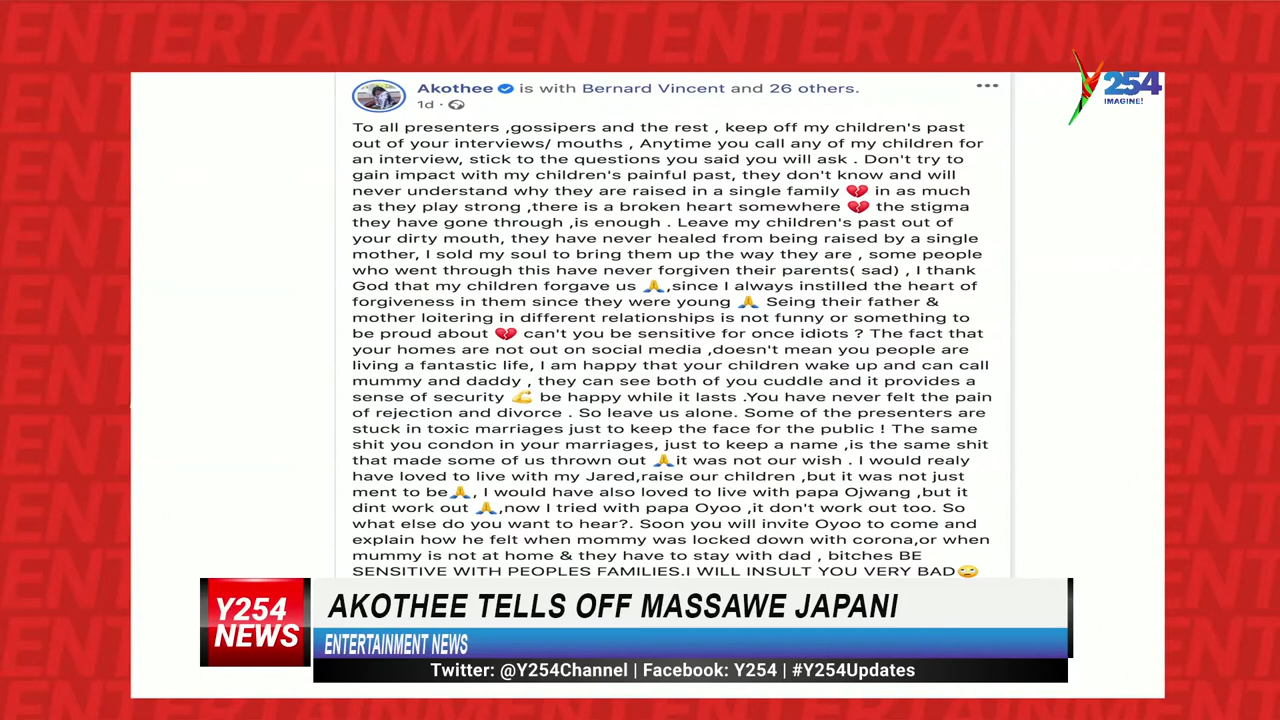 ENTERTAINMENT ENTERTAINMENT
Y254
IMAGINE!
Akothee is with Bernard Vincent and 26 others.
1d ·
To all presenters ,gossipers and the rest , keep off my children's past
out of your interviews/ mouths , Anytime you call any of my children for
an interview, stick to the questions you said you will ask . Don't try to
gain impact with my children's painful past, they don't know and will
never understand why they are raised in a single family 💔 in as much
as they play strong ,there is a broken heart somewhere 💔 the stigma
they have gone through ,is enough . Leave my children's past out of
your dirty mouth, they have never healed from being raised by a single
mother, I sold my soul to bring them up the way they are , some people
who went through this have never forgiven their parents( sad) , I thank
God that my children forgave us 🙏,since I always instilled the heart of
forgiveness in them since they were young 🙏 Seing their father &
mother loitering in different relationships is not funny or something to
be proud about 💔 can't you be sensitive for once idiots ? The fact that
your homes are not out on social media ,doesn't mean you people are
living a fantastic life, I am happy that your children wake up and can call
mummy and daddy , they can see both of you cuddle and it provides a
sense of security 💪 be happy while it lasts .You have never felt the pain
of rejection and divorce . So leave us alone. Some of the presenters are
stuck in toxic marriages just to keep the face for the public ! The same
shit you condon in your marriages, just to keep a name ,is the same shit
that made some of us thrown out 🙏it was not our wish . I would realy
have loved to live with my Jared,raise our children ,but it was not just
ment to be🙏, I would have also loved to live with papa Ojwang ,but it
dint work out 🙏,now I tried with papa Oyoo ,it don't work out too. So
what else do you want to hear?. Soon you will invite Oyoo to come and
explain how he felt when mommy was locked down with corona,or when
mummy is not at home & they have to stay with dad , bitches BE
SENSITIVE WITH PEOPLES FAMILIES.I WILL INSULT YOU VERY BAD🙄
Y254
NEWS
AKOTHEE TELLS OFF MASSAWE JAPANI
ENTERTAINMENT NEWS
Twitter: @Y254Channel | Facebook: Y254 | #Y254Updates